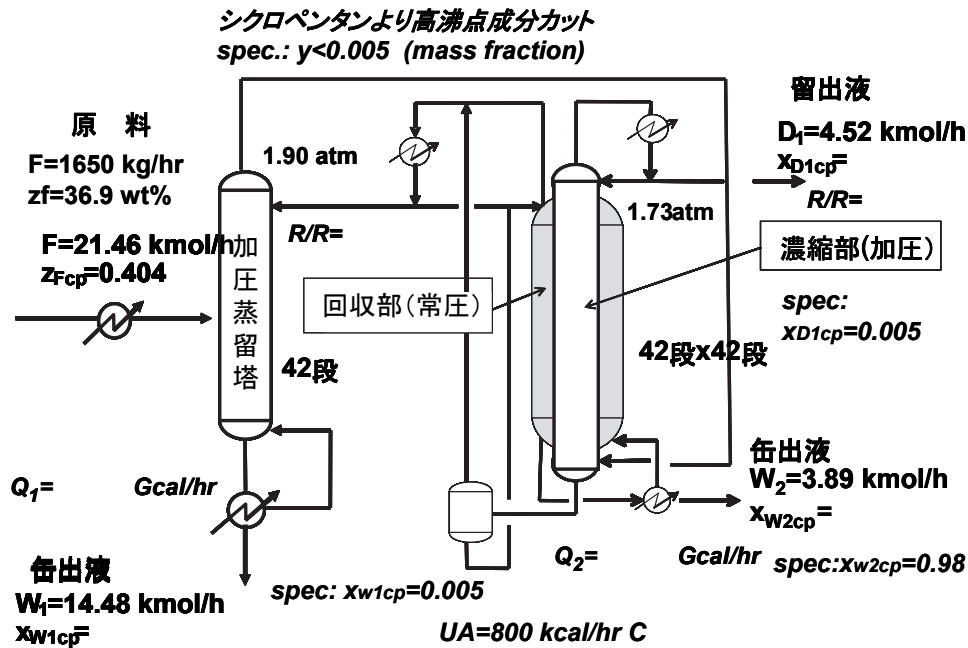 シクロペンタンより高沸点成分カット
spec.: y<0.005 (mass fraction)
原　料
F=1650 kg/hr
zf=36.9 wt%
F=21.46 kmol/h
zFcp=0.404
1.90 atm
R/R=
加圧蒸留塔
42段
Q1= Gcal/hr
缶出液
W1=14.48 kmol/h
xW1cp=
spec: xw1cp=0.005
回収部（常圧）
1.73atm
濃縮部(加圧）
42段x42段
留出液
D1=4.52 kmol/h
xD1cp=
R/R=
spec:
xD1cp=0.005
缶出液
W2=3.89 kmol/h
xW2cp=
Q2= Gcal/hr
spec:xw2cp=0.98
UA=800 kcal/hr C